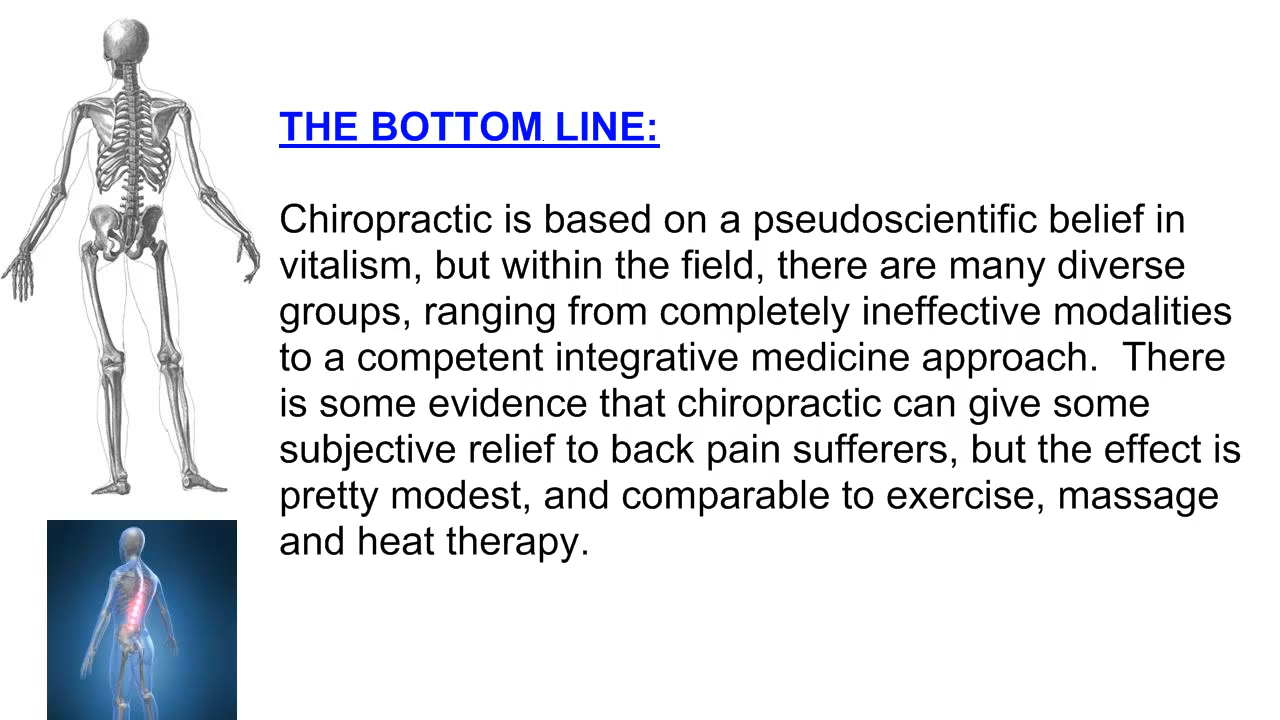 THE BOTTOM LINE:
Chiropractic is based on a pseudoscientific belief in
vitalism, but within the field, there are many diverse
groups, ranging from completely ineffective modalities
to a competent integrative medicine approach.  There
is some evidence that chiropractic can give some
subjective relief to back pain sufferers, but the effect is
pretty modest, and comparable to exercise, massage
and heat therapy.